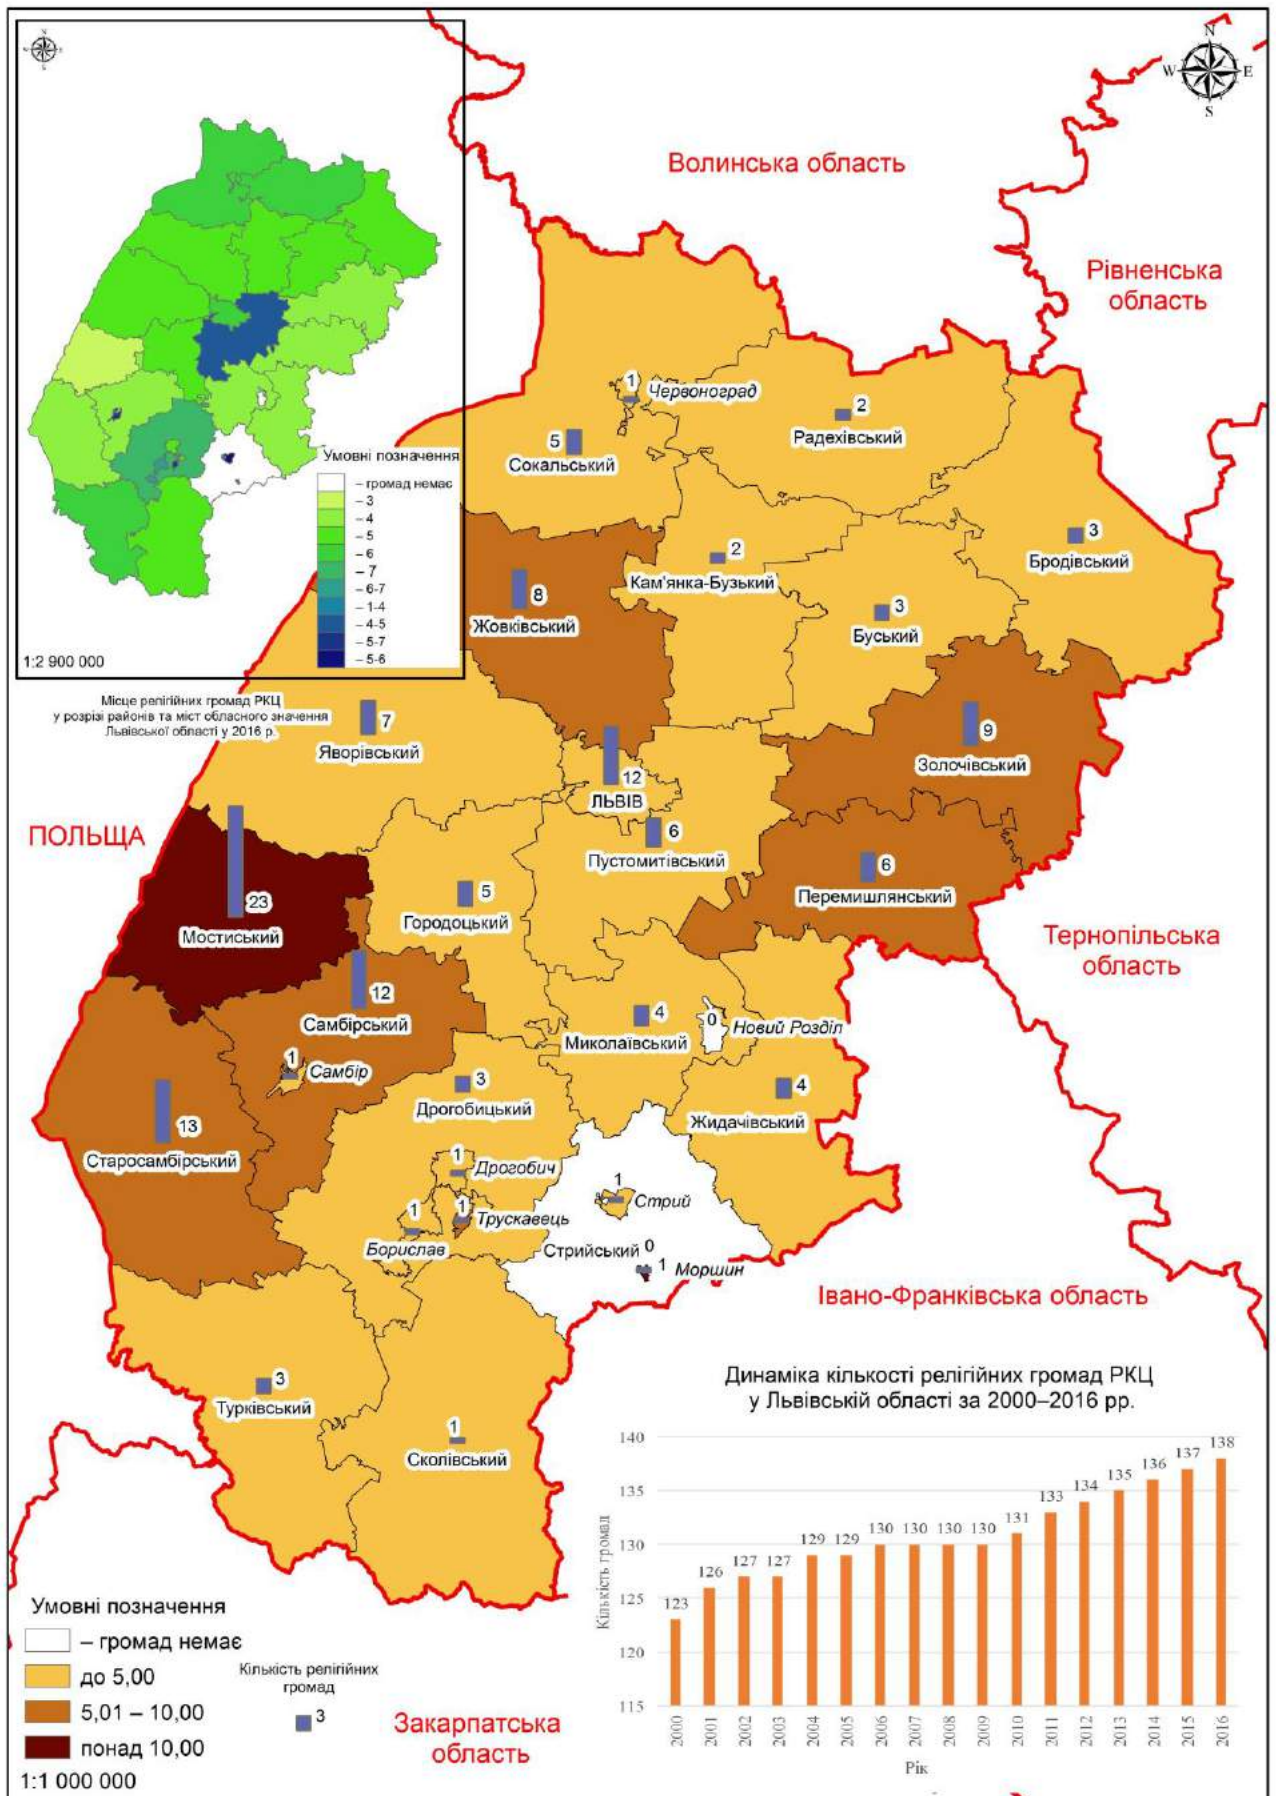 N
W E
S
N
S
Волинська область
Рівненська
область
1
Червоноград
2
Радехівський
5
Сокальський
Умовні позначення
– громад немає
– 3
– 4
– 5
– 6
– 7
– 6-7
– 1-4
– 4-5
– 5-7
– 5-6
1:2 900 000
3
Бродівський
2
Кам'янка-Бузький
8
Жовківський
3
Буський
Місце релігійних громад РКЦ
у розрізі районів та міст обласного значення
Львівської області у 2016 р.
7
Яворівський
9
Золочівський
12
ЛЬВІВ
ПОЛЬЩА
6
Пустомитівський
6
Перемишлянський
5
Городоцький
23
Мостиський
Тернопільська
область
12
Самбірський
4
Миколаївський
0
Новий Розділ
1
Самбір
3
Дрогобицький
4
Жидачівський
13
Старосамбірський
1
Дрогобич
1
Стрий
1
Трускавець
1
Борислав
Стрийський 0
1 Моршин
Івано-Франківська область
3
Турківський
1
Сколівський
Динаміка кількості релігійних громад РКЦ
у Львівській області за 2000–2016 рр.
140
135
130
125
120
115
Кількість громад
123
126
127
127
129
129
130
130
130
130
131
133
134
135
136
137
138
2000
2001
2002
2003
2004
2005
2006
2007
2008
2009
2010
2011
2012
2013
2014
2015
2016
Рік
Умовні позначення
– громад немає
до 5,00
5,01 – 10,00
понад 10,00
1:1 000 000
Кількість релігійних
громад
3
Закарпатська
область